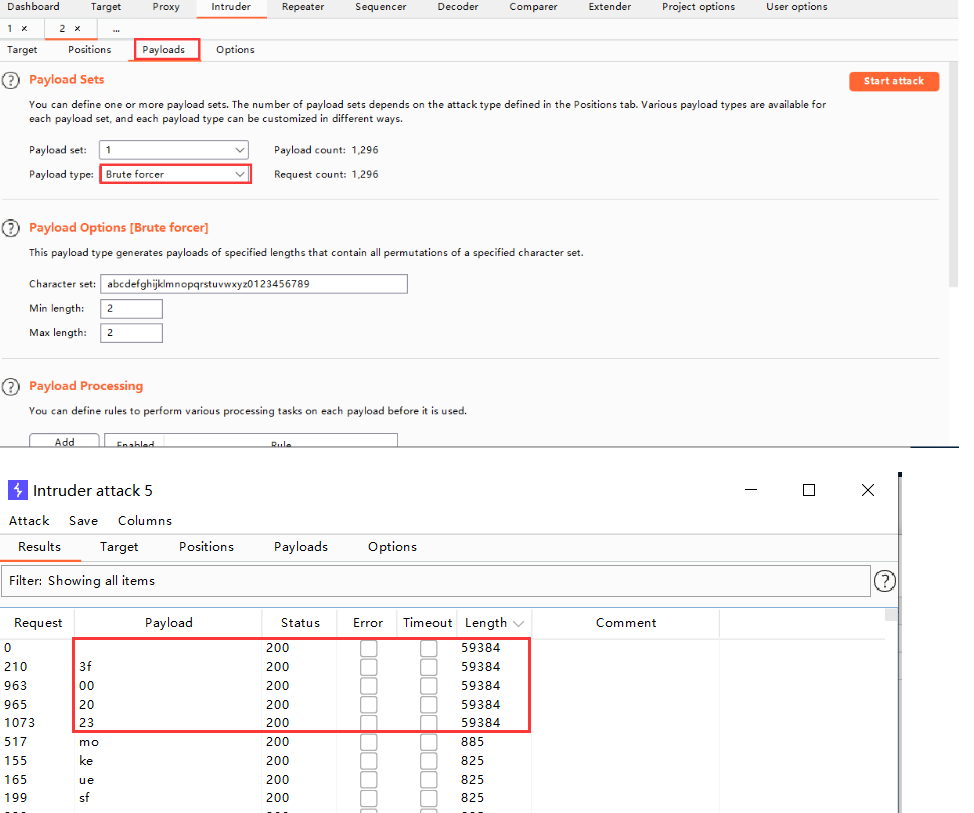 Dashboard Target Proxy Intruder Repeater Sequencer Decoder Comparer Extender Project options User options
1 × 2 × ...
Target Positions Payloads Options
? Payload Sets Start attack
You can define one or more payload sets. The number of payload sets depends on the attack type defined in the Positions tab. Various payload types are available for
each payload set, and each payload type can be customized in different ways.
Payload set: 1 Payload count: 1,296
Payload type: Brute forcer Request count: 1,296
? Payload Options [Brute forcer]
This payload type generates payloads of specified lengths that contain all permutations of a specified character set.
Character set: abcdefghijklmnopqrstuvwxyz0123456789
Min length: 2
Max length: 2
? Payload Processing
You can define rules to perform various processing tasks on each payload before it is used.
Add Enabled Rule
Intruder attack 5
Attack Save Columns
Results Target Positions Payloads Options
Filter: Showing all items ?
Request Payload Status Error Timeout Length Comment
0 200 59384
210 3f 200 59384
963 00 200 59384
965 20 200 59384
1073 23 200 59384
517 mo 200 885
155 ke 200 825
165 ue 200 825
199 sf 200 825